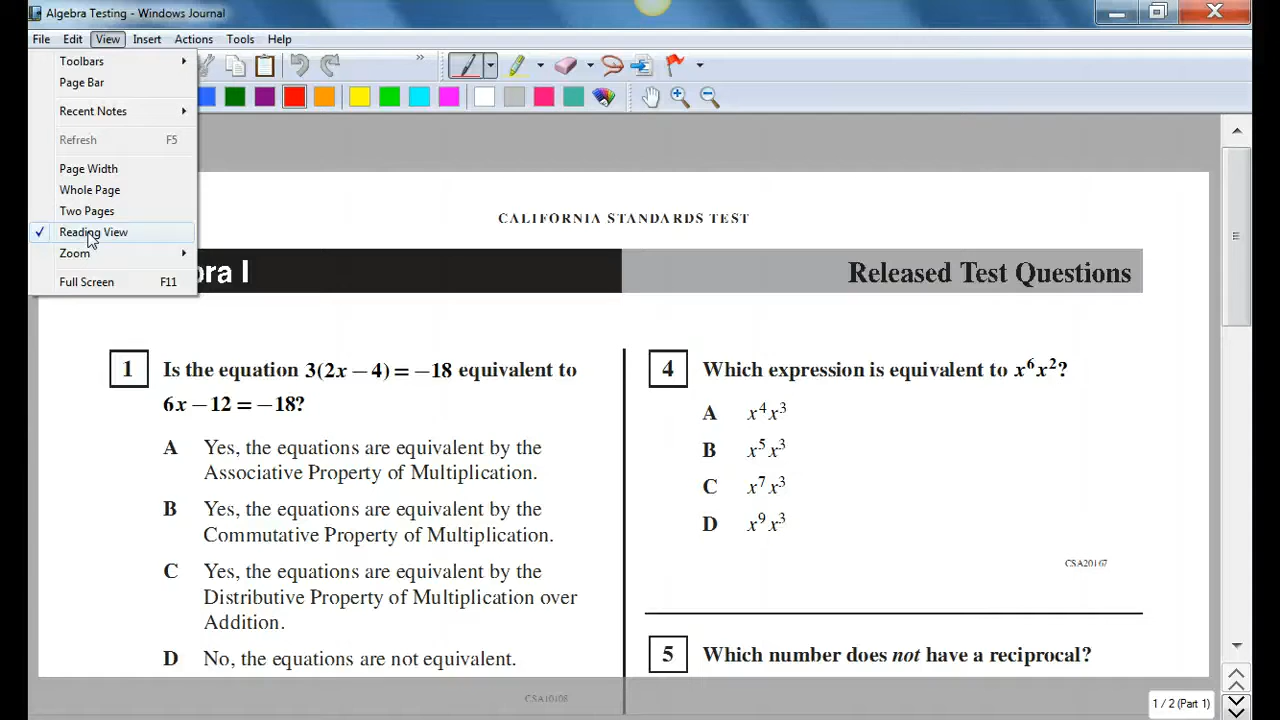 Algebra Testing - Windows Journal
File Edit View Insert Actions Tools Help
Toolbars
Page Bar
Recent Notes
Refresh F5
Page Width
Whole Page
Two Pages
Reading View
Zoom
Full Screen F11
CALIFORNIA STANDARDS TEST
bra I
Released Test Questions
1 Is the equation 3(2x − 4) = −18 equivalent to
6x − 12 = −18?
A Yes, the equations are equivalent by the
Associative Property of Multiplication.
B Yes, the equations are equivalent by the
Commutative Property of Multiplication.
C Yes, the equations are equivalent by the
Distributive Property of Multiplication over
Addition.
D No, the equations are not equivalent.
CSA10108
4 Which expression is equivalent to x⁶x²?
A x⁴x³
B x⁵x³
C x⁷x³
D x⁹x³
CSA20167
5 Which number does not have a reciprocal?
1 / 2 (Part 1)